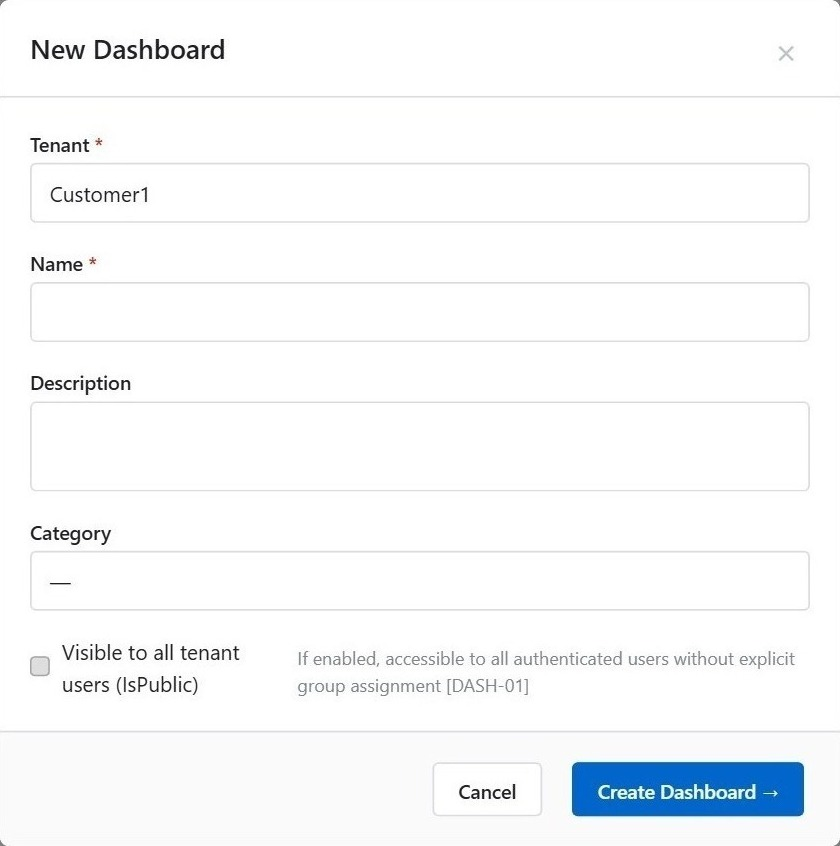 New Dashboard
×
Tenant *
Customer1
Name *
Description
Category
—
Visible to all tenant
users (IsPublic)
If enabled, accessible to all authenticated users without explicit
group assignment [DASH-01]
Cancel
Create Dashboard →